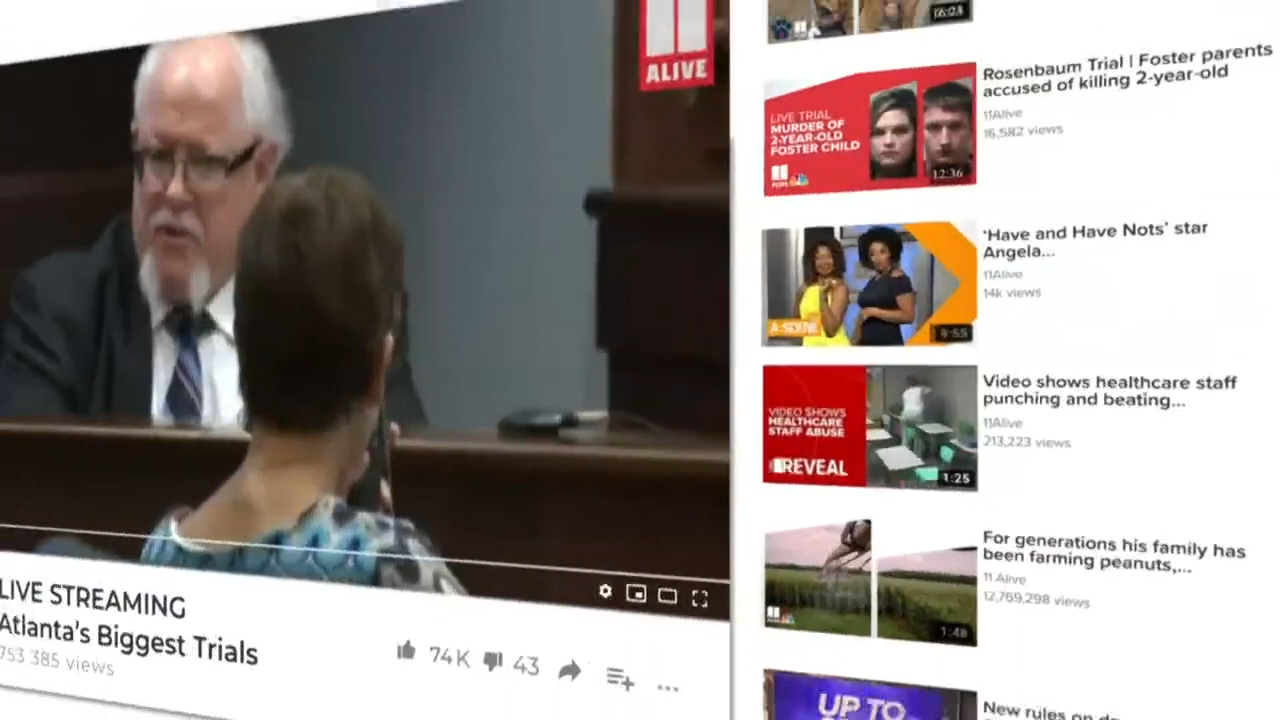 ALIVE
LIVE STREAMING
Atlanta's Biggest Trials
753 385 views
74K
43
16:03
LIVE TRIAL
MURDER OF
2-YEAR-OLD
FOSTER CHILD
12:36
Rosenbaum Trial | Foster parents
accused of killing 2-year-old
11Alive
16,582 views
A-SCENE
9:55
'Have and Have Nots' star
Angela...
11Alive
14k views
VIDEO SHOWS
HEALTHCARE
STAFF ABUSE
REVEAL
1:25
Video shows healthcare staff
punching and beating...
11Alive
213,223 views
1:48
For generations his family has
been farming peanuts,...
11 Alive
12,769,298 views
UP TO
New rules on